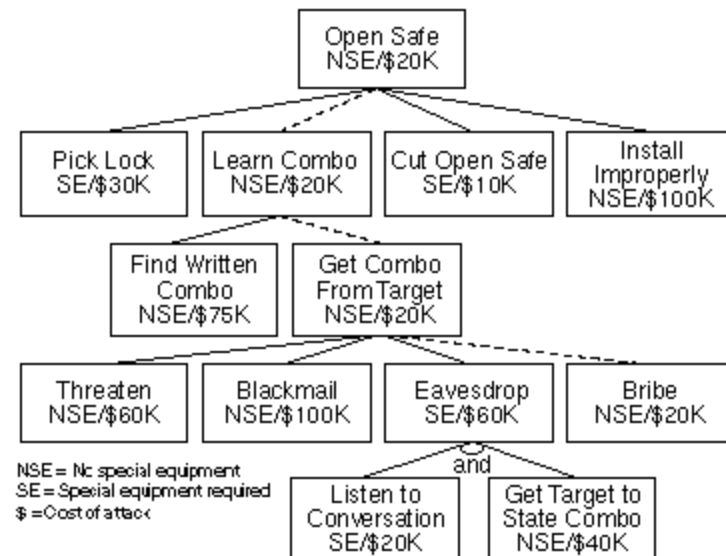 Open Safe
NSE/$20K
Pick Lock
SE/$30K
Learn Combo
NSE/$20K
Cut Open Safe
SE/$10K
Install
Improperly
NSE/$100K
Find Written
Combo
NSE/$75K
Get Combo
From Target
NSE/$20K
Threaten
NSE/$60K
Blackmail
NSE/$100K
Eavesdrop
SE/$60K
Bribe
NSE/$20K
and
Listen to
Conversation
SE/$20K
Get Target to
State Combo
NSE/$40K
NSE = No special equipment
SE = Special equipment required
$ = Cost of attack